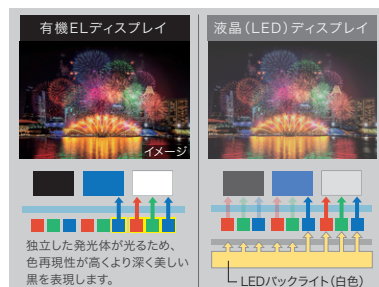 有機ELディスプレイ
液晶(LED)ディスプレイ
イメージ
独立した発光体が光るため、
色再現性が高くより深く美しい
黒を表現します。
LEDバックライト(白色)